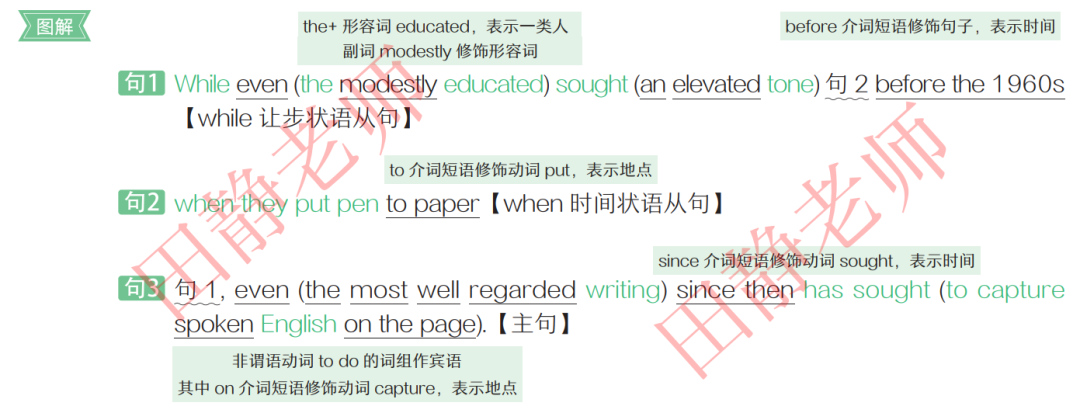 图解
the+ 形容词 educated，表示一类人
副词 modestly 修饰形容词
before 介词短语修饰句子，表示时间
句1 While even (the modestly educated) sought (an elevated tone) 句 2 before the 1960s
【while 让步状语从句】
to 介词短语修饰动词 put，表示地点
句2 when they put pen to paper【when 时间状语从句】
since 介词短语修饰动词 sought，表示时间
句3 句 1, even (the most well regarded writing) since then has sought (to capture
spoken English on the page).【主句】
非谓语动词 to do 的词组作宾语
其中 on 介词短语修饰动词 capture，表示地点
田静老师
田静老师